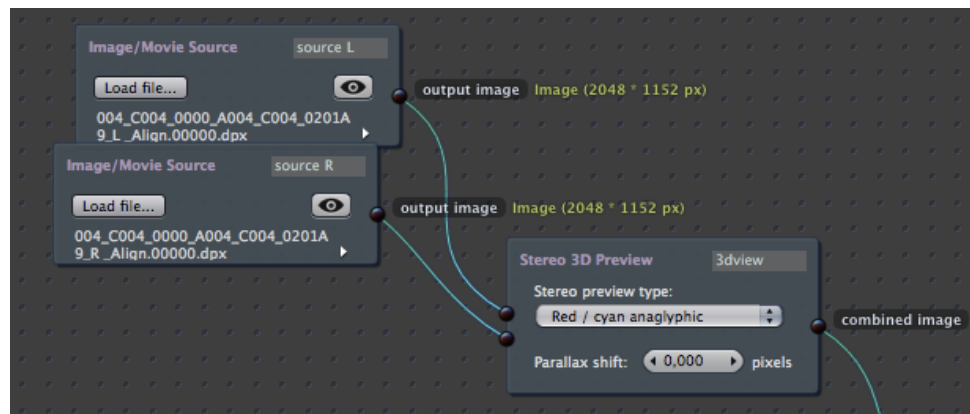 Image/Movie Source source L
Load file...
output image Image (2048 * 1152 px)
004_C004_0000_A004_C004_0201A
9_L _Align.00000.dpx
Image/Movie Source source R
Load file...
output image Image (2048 * 1152 px)
004_C004_0000_A004_C004_0201A
9_R _Align.00000.dpx
Stereo 3D Preview 3dview
Stereo preview type:
Red / cyan anaglyphic
combined image
Parallax shift: 0,000 pixels